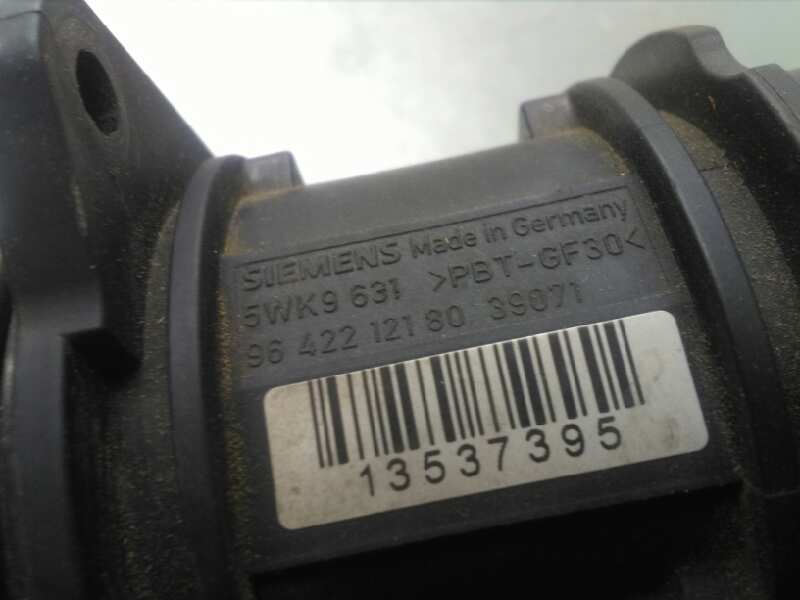 SIEMENS Made in Germany
5WK9 631 >PBT-GF30<
96 422 121 80 39071
13537395